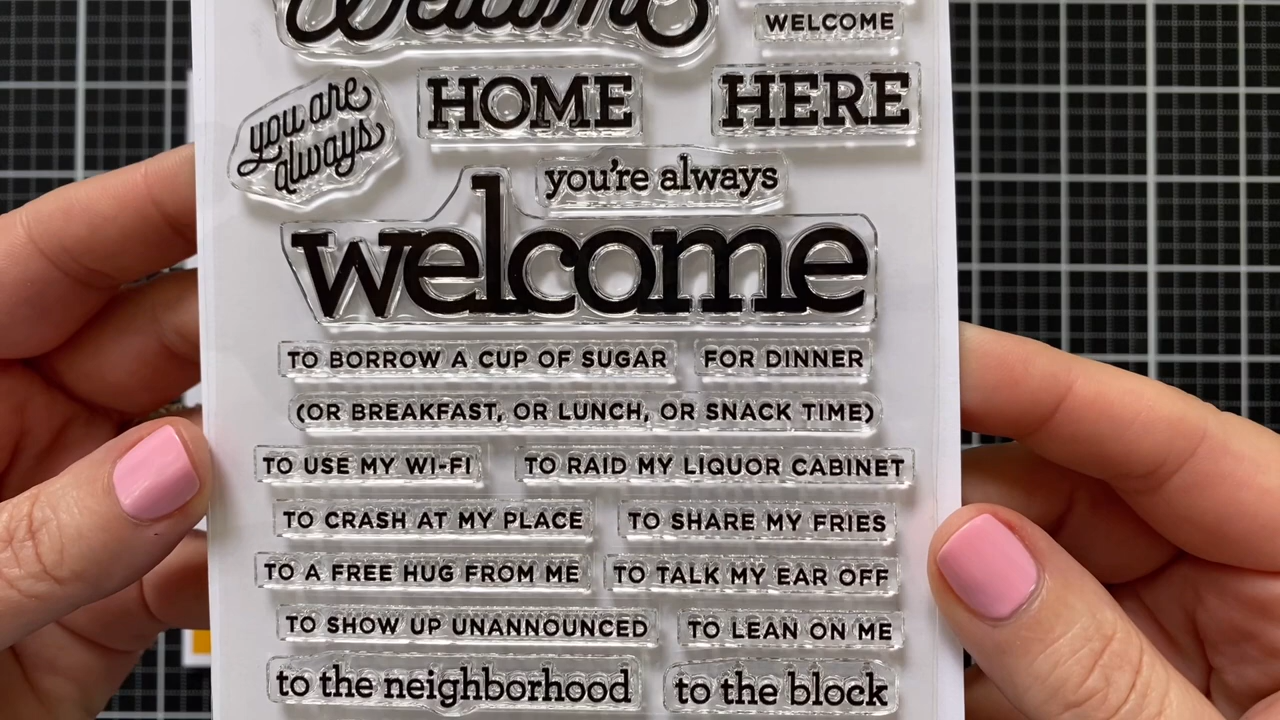 Welcome
WELCOME
you are always
HOME HERE
you're always
welcome
TO BORROW A CUP OF SUGAR FOR DINNER
(OR BREAKFAST, OR LUNCH, OR SNACK TIME)
TO USE MY WI-FI TO RAID MY LIQUOR CABINET
TO CRASH AT MY PLACE TO SHARE MY FRIES
TO A FREE HUG FROM ME TO TALK MY EAR OFF
TO SHOW UP UNANNOUNCED TO LEAN ON ME
to the neighborhood to the block